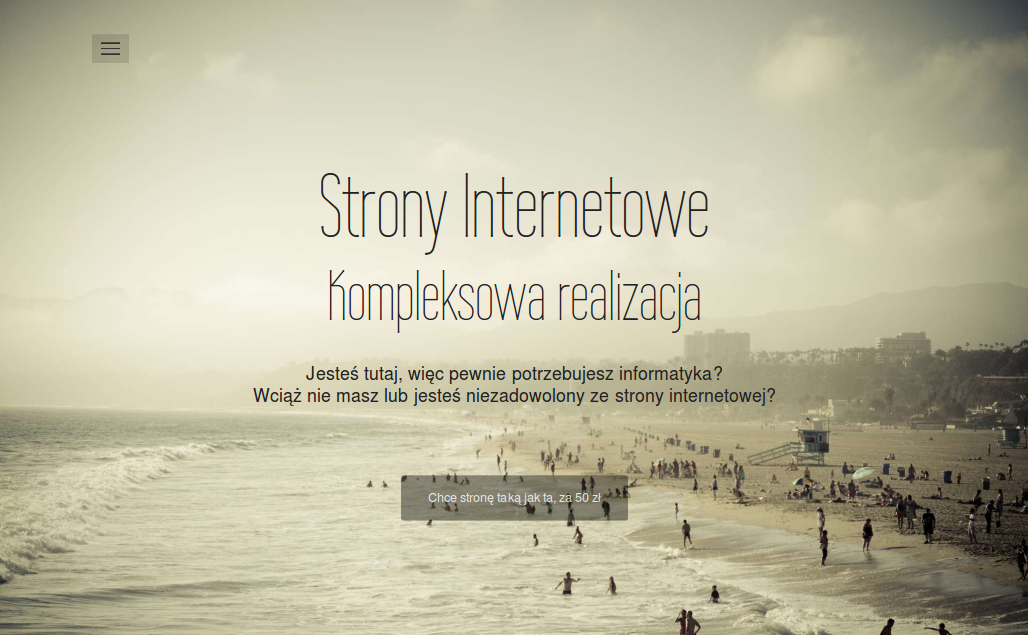 Strony Internetowe
Kompleksowa realizacja
Jesteś tutaj, więc pewnie potrzebujesz informatyka?
Wciąż nie masz lub jesteś niezadowolony ze strony internetowej?
Chce stronę taką jak ta, za 50 zł